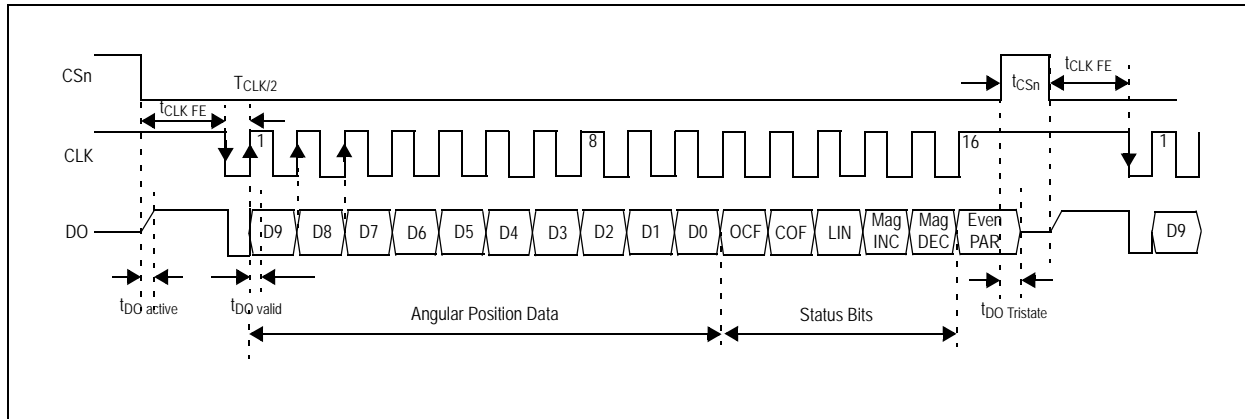 CSn
TCLK/2
tCLK FE
tCSn
tCLK FE
CLK
1
8
16
1
DO
D9
D8
D7
D6
D5
D4
D3
D2
D1
D0
OCF
COF
LIN
Mag
INC
Mag
DEC
Even
PAR
D9
tDO active
tDO valid
Angular Position Data
Status Bits
tDO Tristate